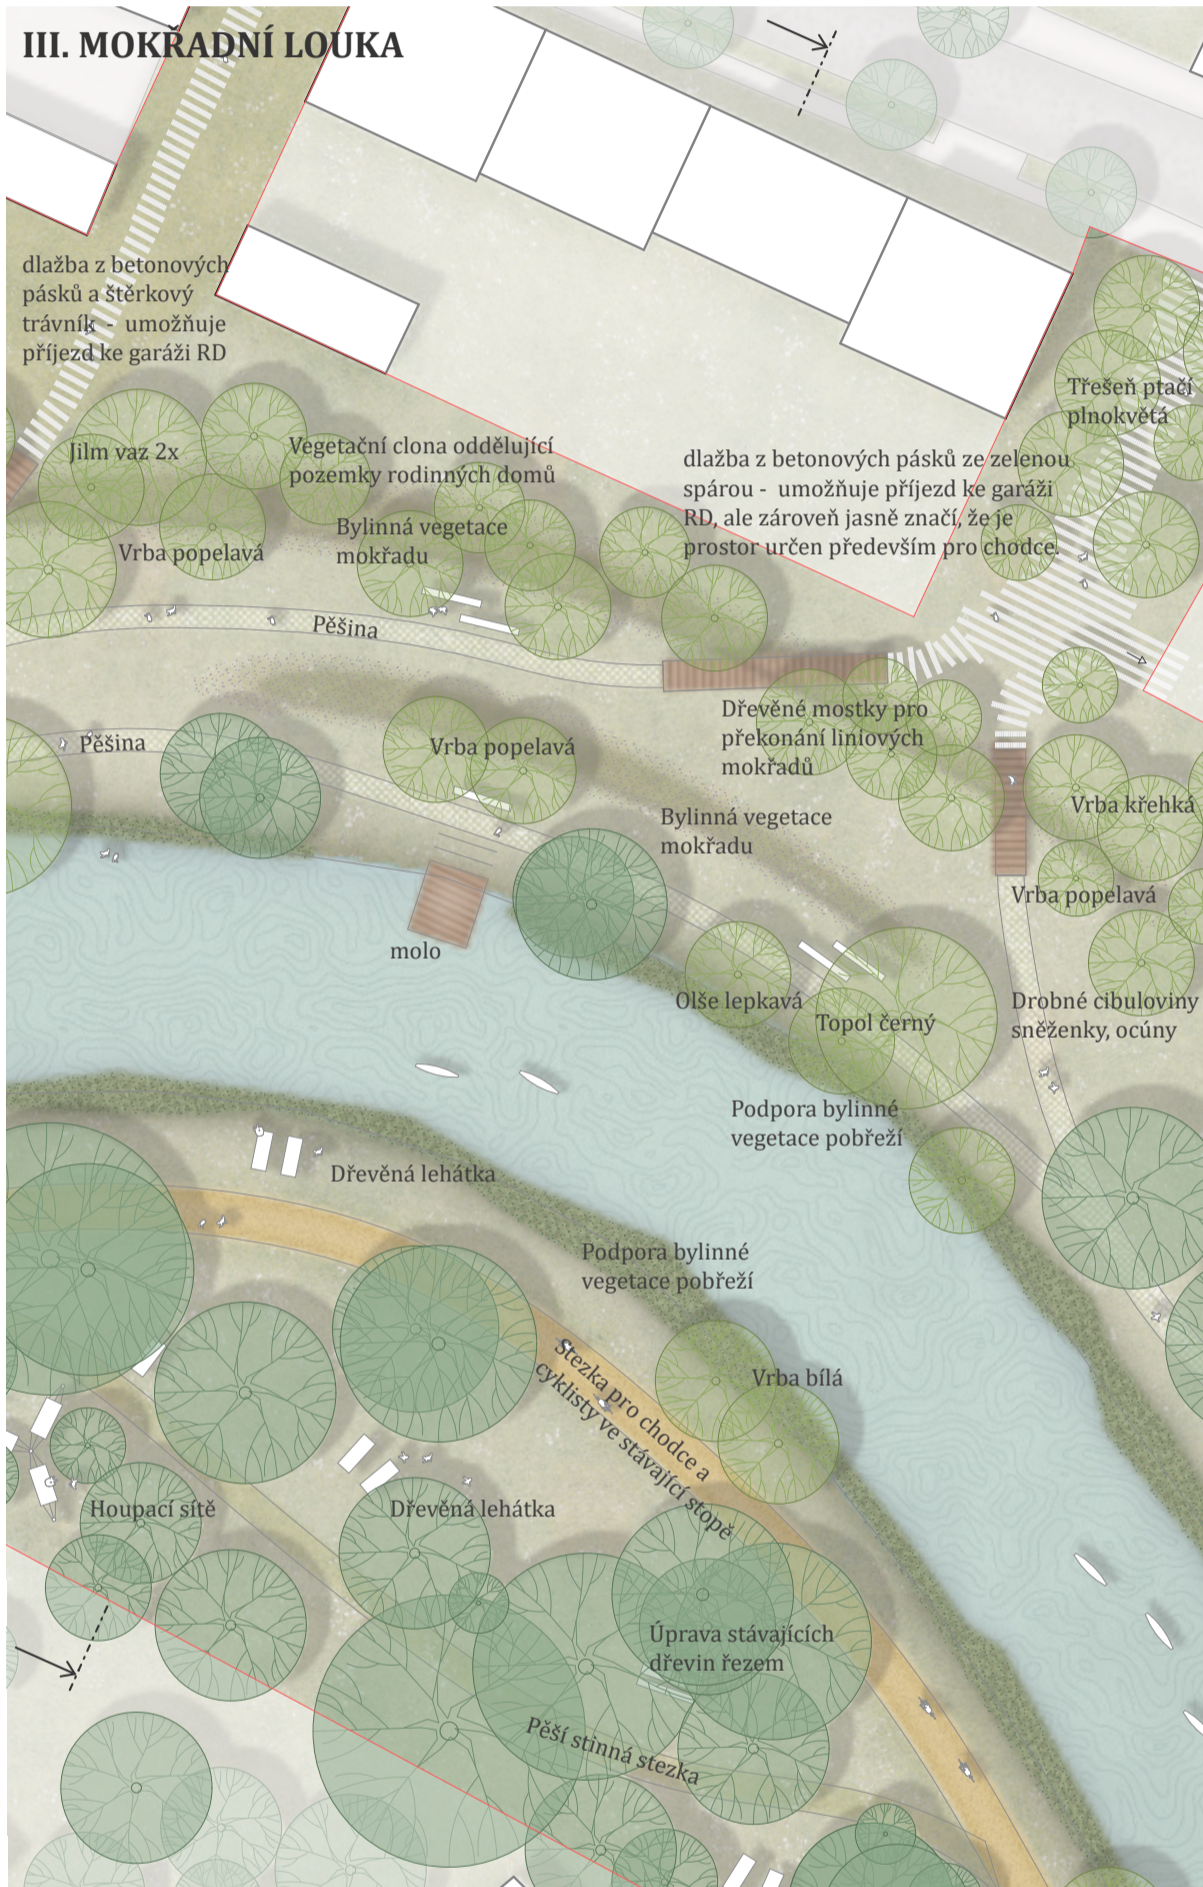 III. MOKŘADNÍ LOUKA
dlažba z betonových
pásků a štěrkový
trávník - umožňuje
příjezd ke garáži RD
Třešeň ptačí
plnokvětá
Jilm vaz 2x
Vegetační clona oddělující
pozemky rodinných domů
dlažba z betonových pásků ze zelenou
spárou - umožňuje příjezd ke garáži
RD, ale zároveň jasně značí, že je
prostor určen především pro chodce.
Vrba popelavá
Bylinná vegetace
mokřadu
Pěšina
Dřevěné mostky pro
překonání liniových
mokřadů
Pěšina
Vrba popelavá
Bylinná vegetace
mokřadu
Vrba křehká
Vrba popelavá
molo
Olše lepkavá
Topol černý
Drobné cibuloviny
sněženky, ocúny
Podpora bylinné
vegetace pobřeží
Dřevěná lehátka
Podpora bylinné
vegetace pobřeží
Stezka pro chodce a
cyklisty ve stávající stopě
Vrba bílá
Houpací sítě
Dřevěná lehátka
Úprava stávajících
dřevin řezem
Pěší stinná stezka